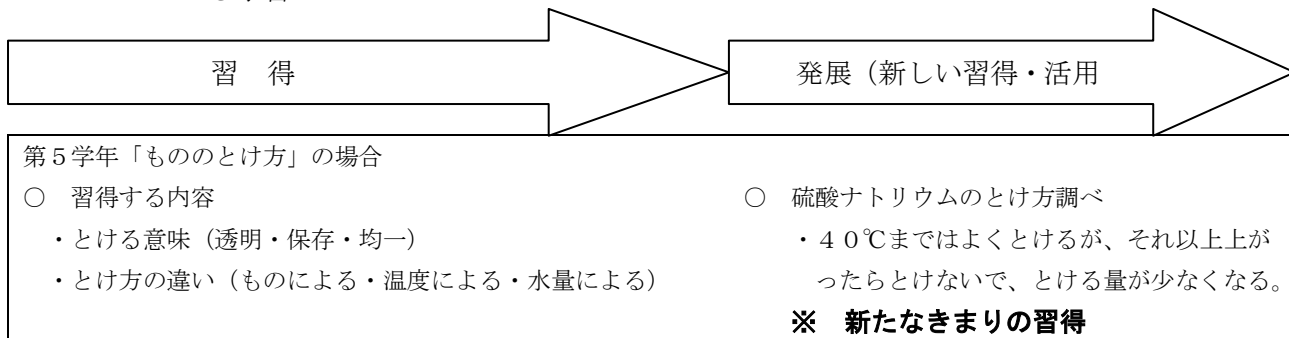 習　得
発展（新しい習得・活用
第５学年「もののとけ方」の場合
○　習得する内容
・とける意味（透明・保存・均一）
・とけ方の違い（ものによる・温度による・水量による）
○　硫酸ナトリウムのとけ方調べ
・４０℃まではよくとけるが、それ以上上が
ったらとけないで、とける量が少なくなる。
※　新たなきまりの習得